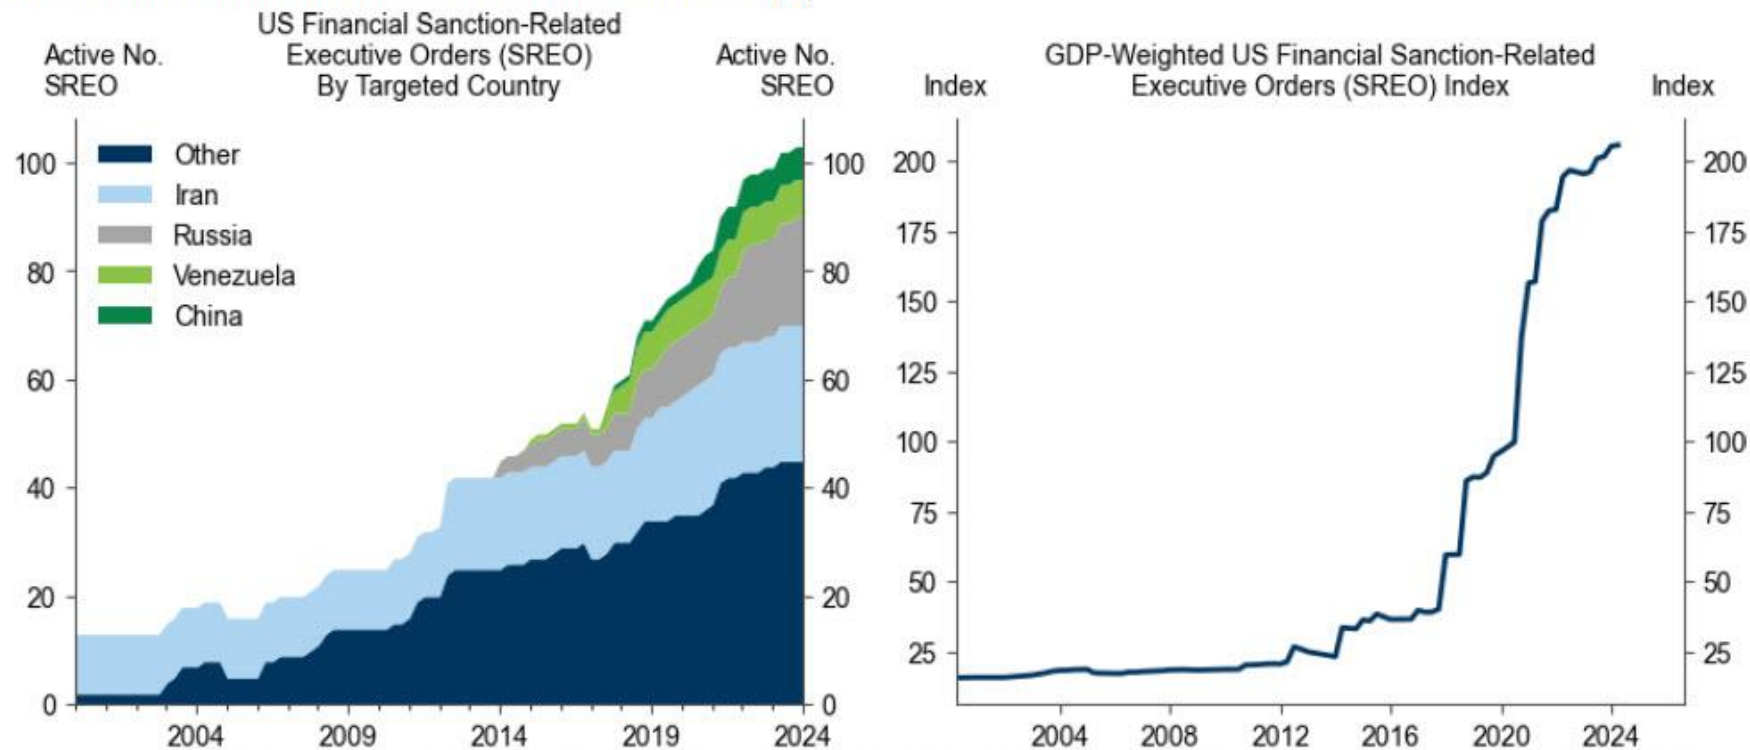 US Financial Sanction-Related
Executive Orders (SREO)
By Targeted Country
Active No.
SREO
Active No.
SREO
100
80
60
40
20
0
Other
Iran
Russia
Venezuela
China
100
80
60
40
20
0
2004
2009
2014
2019
2024
GDP-Weighted US Financial Sanction-Related
Executive Orders (SREO) Index
Index
Index
200
175
150
125
100
75
50
25
200
175
150
125
100
75
50
25
2004
2008
2012
2016
2020
2024